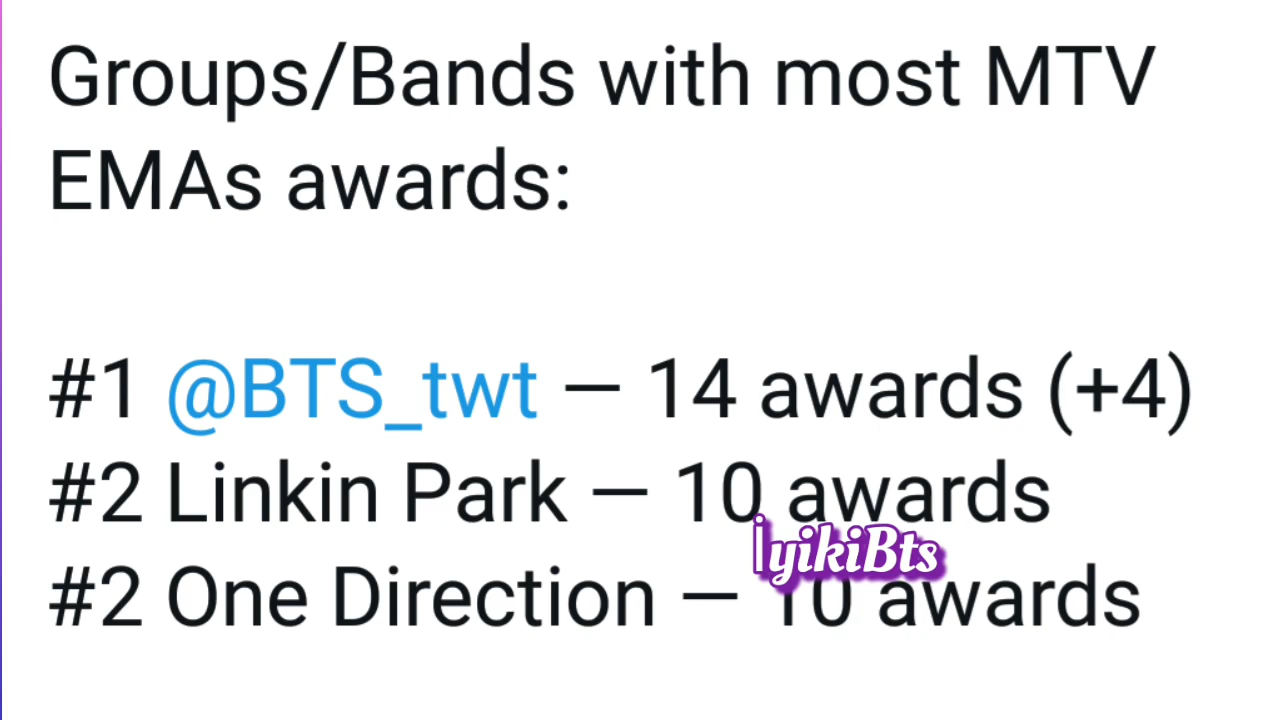 Groups/Bands with most MTV
EMAs awards:
#1 @BTS_twt — 14 awards (+4)
#2 Linkin Park — 10 awards
İyikiBts
#2 One Direction — 10 awards